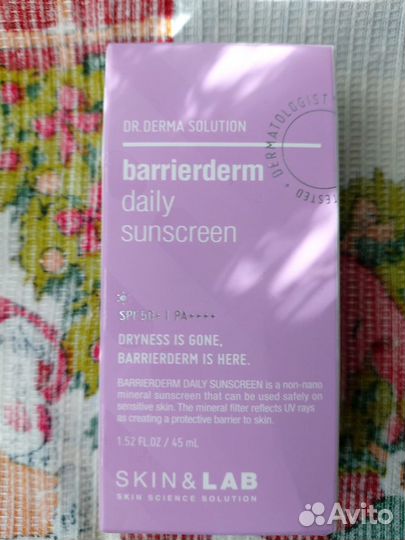 DERMATOLOGIST TESTED
DR.DERMA SOLUTION
barrierderm
daily
sunscreen
SPF 50+ | PA++++
DRYNESS IS GONE,
BARRIERDERM IS HERE.
BARRIERDERM DAILY SUNSCREEN is a non-nano
mineral sunscreen that can be used safely on
sensitive skin. The mineral filter reflects UV rays
as creating a protective barrier to skin.
1.52 FL.OZ / 45 mL
SKIN&LAB
SKIN SCIENCE SOLUTION
Avito